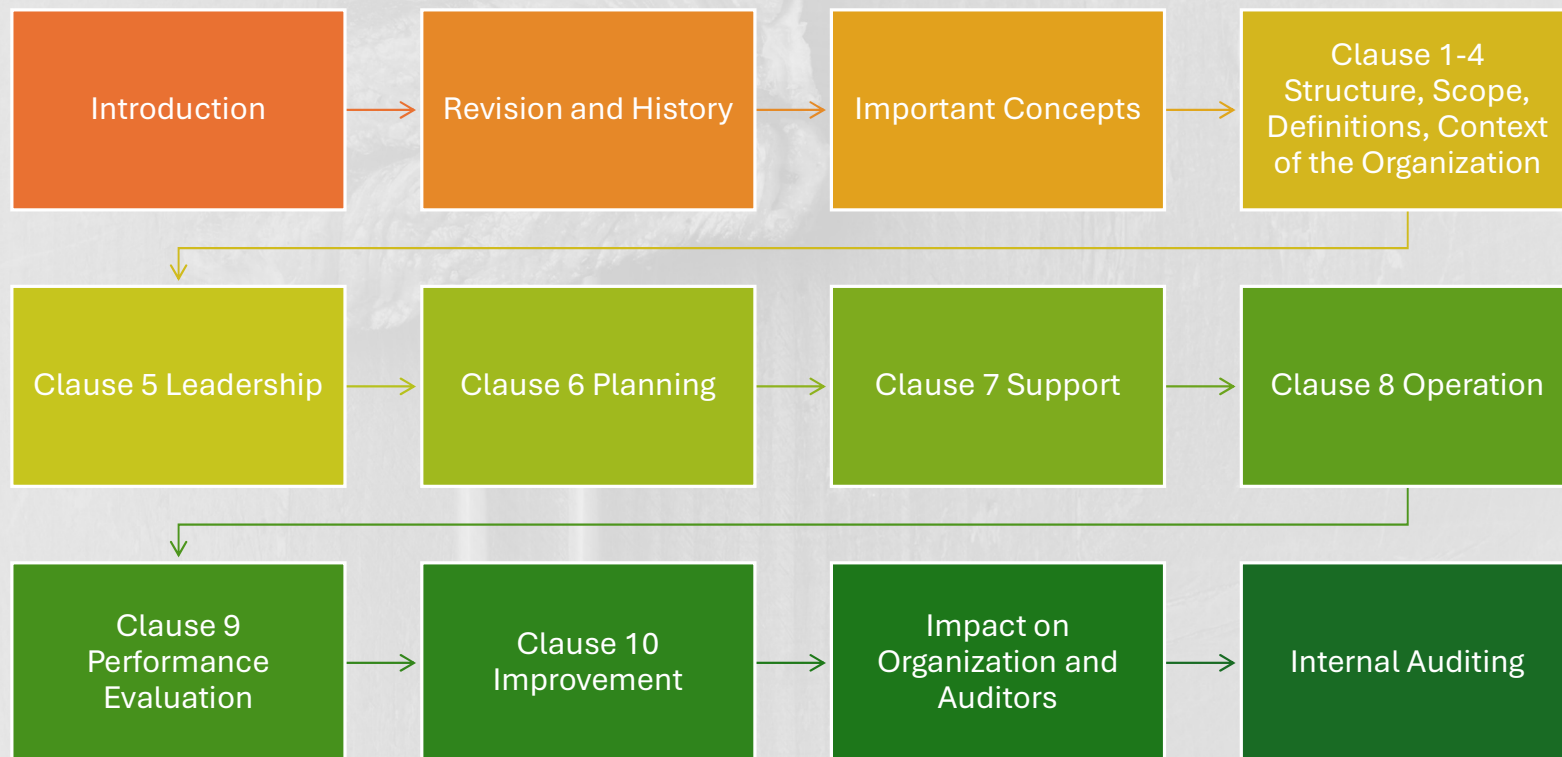 Introduction
Revision and History
Important Concepts
Clause 1-4
Structure, Scope,
Definitions, Context
of the Organization
Clause 5 Leadership
Clause 6 Planning
Clause 7 Support
Clause 8 Operation
Clause 9
Performance
Evaluation
Clause 10
Improvement
Impact on
Organization and
Auditors
Internal Auditing